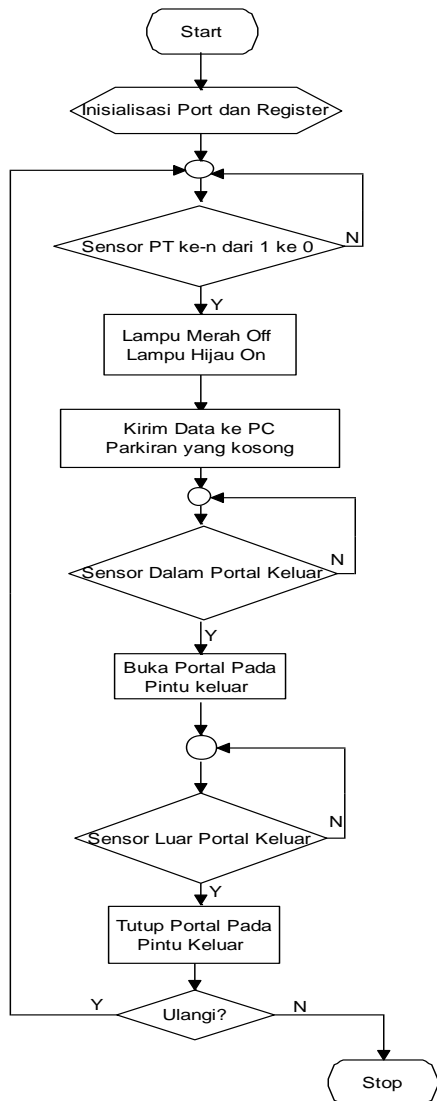 Start
Inisialisasi Port dan Register
Sensor PT ke-n dari 1 ke 0
N
Y
Lampu Merah Off
Lampu Hijau On
Kirim Data ke PC
Parkiran yang kosong
Sensor Dalam Portal Keluar
N
Y
Buka Portal Pada
Pintu keluar
Sensor Luar Portal Keluar
N
Y
Tutup Portal Pada
Pintu Keluar
Y
Ulangi?
N
Stop